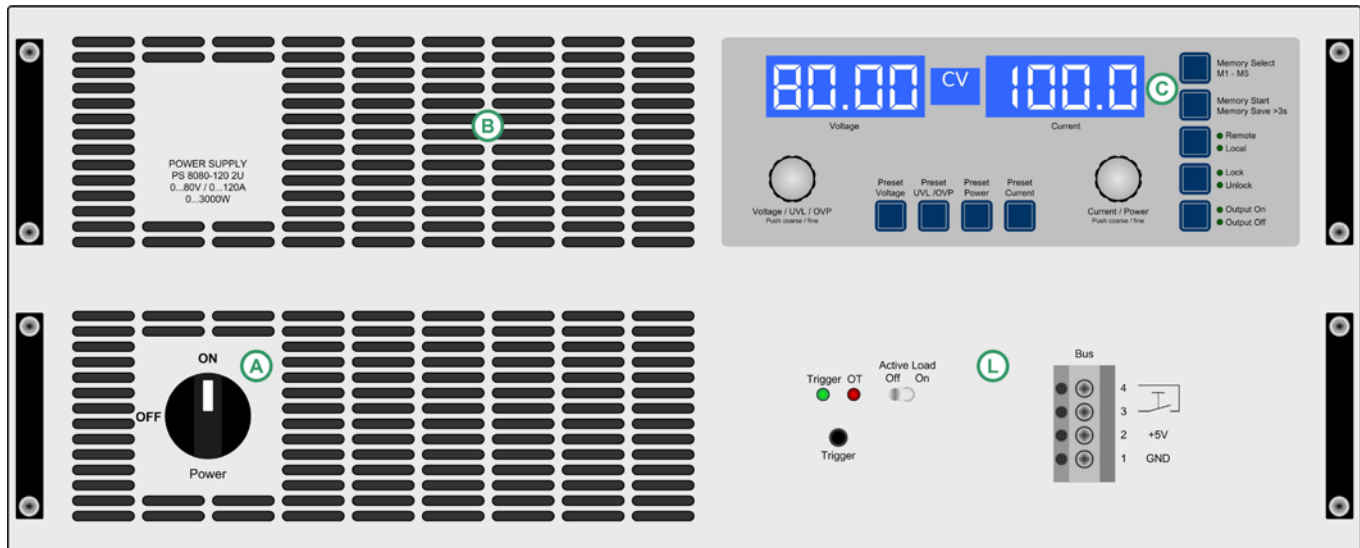 B
POWER SUPPLY
PS 8080-120 2U
0...80V / 0...120A
0...3000W
80.00
CV
100.0
C
Voltage
Current
Memory Select
M1 - M5
Memory Start
Memory Save >3s
Remote
Local
Lock
Unlock
Output On
Output Off
Voltage / UVL / OVP
Push coarse / fine
Preset
Voltage
Preset
UVL /OVP
Preset
Power
Preset
Current
Current / Power
Push coarse / fine
ON
OFF
Power
A
Trigger
OT
Active Load
Off
On
Trigger
L
Bus
4
3
2
+5V
1
GND